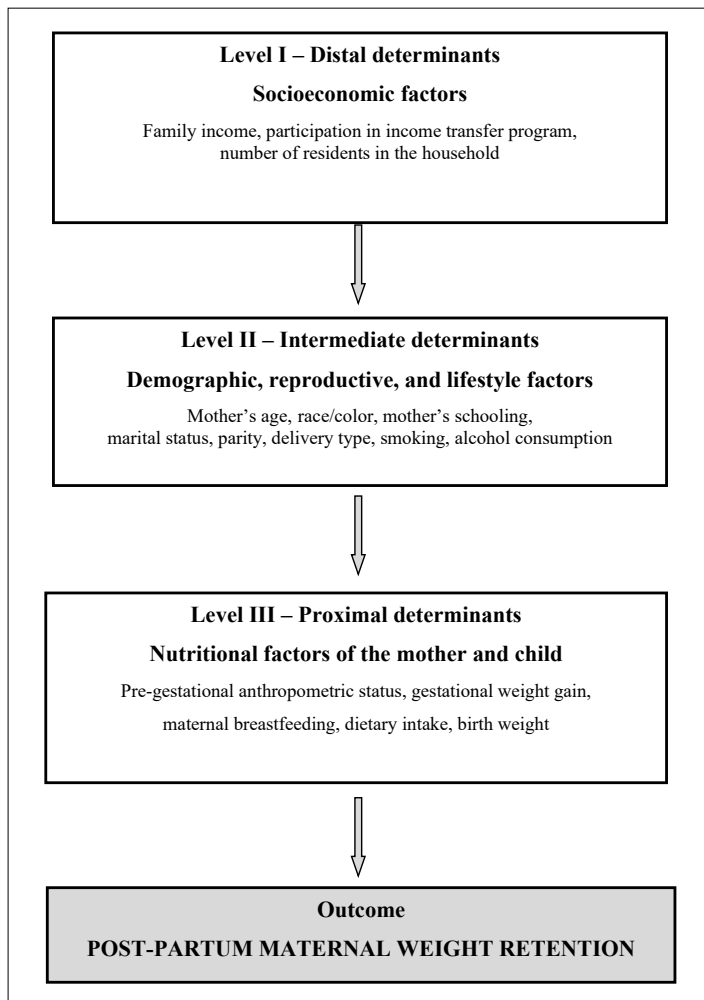 Level I – Distal determinants
Socioeconomic factors
Family income, participation in income transfer program,
number of residents in the household
Level II – Intermediate determinants
Demographic, reproductive, and lifestyle factors
Mother’s age, race/color, mother’s schooling,
marital status, parity, delivery type, smoking, alcohol consumption
Level III – Proximal determinants
Nutritional factors of the mother and child
Pre-gestational anthropometric status, gestational weight gain,
maternal breastfeeding, dietary intake, birth weight
Outcome
POST-PARTUM MATERNAL WEIGHT RETENTION